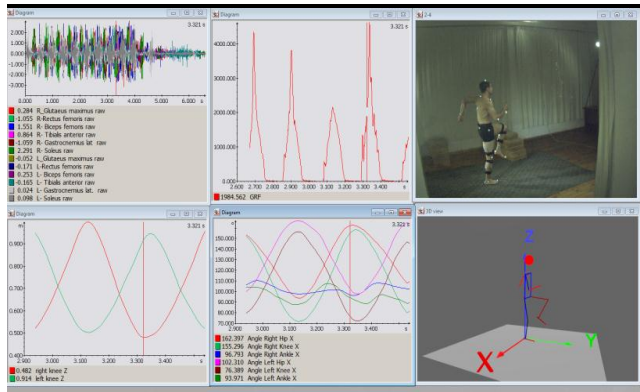 Diagram
3.321 s
2.000
1.000
0.000
-1.000
-2.000
-3.000
0.000 1.000 2.000 3.000 4.000 5.000 6.000 s
0.284 R_Glutaeus maximus raw
-1.055 R-Rectus femoris raw
1.551 R- Biceps femoris raw
0.864 R- Tibialis anterior raw
-1.059 R- Gastrocnemius lat. raw
2.291 R- Soleus raw
-0.052 L_Glutaeus maximus raw
-0.171 L-Rectus femoris raw
0.253 L- Biceps femoris raw
-0.165 L- Tibialis anterior raw
0.024 L- Gastrocnemius lat raw
0.098 L- Soleus raw
Diagram
3.321 s
4000.000
3000.000
2000.000
1000.000
0.000
2.600 2.700 2.800 2.900 3.000 3.100 3.200 3.300 3.400 s
1984.562 GRF
Diagram
m
3.321 s
0.900
0.800
0.700
0.600
0.500
0.400
2.900 3.000 3.100 3.200 3.300 3.400 s
0.482 right knee Z
0.914 left knee Z
Diagram
3.321 s
150.000
140.000
130.000
120.000
110.000
100.000
90.000
80.000
70.000
2.900 3.000 3.100 3.200 3.300 3.400 s
162.397 Angle Right Hip X
155.296 Angle Right Knee X
96.793 Angle Right Ankle X
102.310 Angle Left Hip X
76.389 Angle Left Knee X
93.971 Angle Left Ankle X
3D view
Z
X
Y